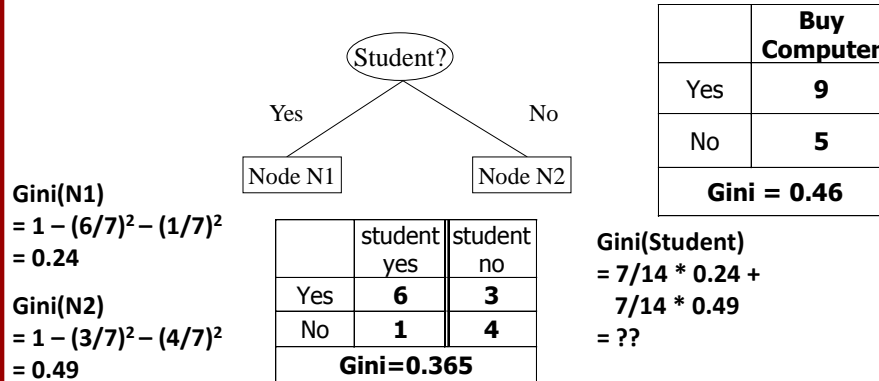 Student?
Yes
No
Node N1
Node N2
Buy
Computer
Yes 9
No 5
Gini = 0.46
Gini(N1)
= 1 – (6/7)² – (1/7)²
= 0.24
Gini(N2)
= 1 – (3/7)² – (4/7)²
= 0.49
student student
yes no
Yes 6 3
No 1 4
Gini=0.365
Gini(Student)
= 7/14 * 0.24 +
7/14 * 0.49
= ??